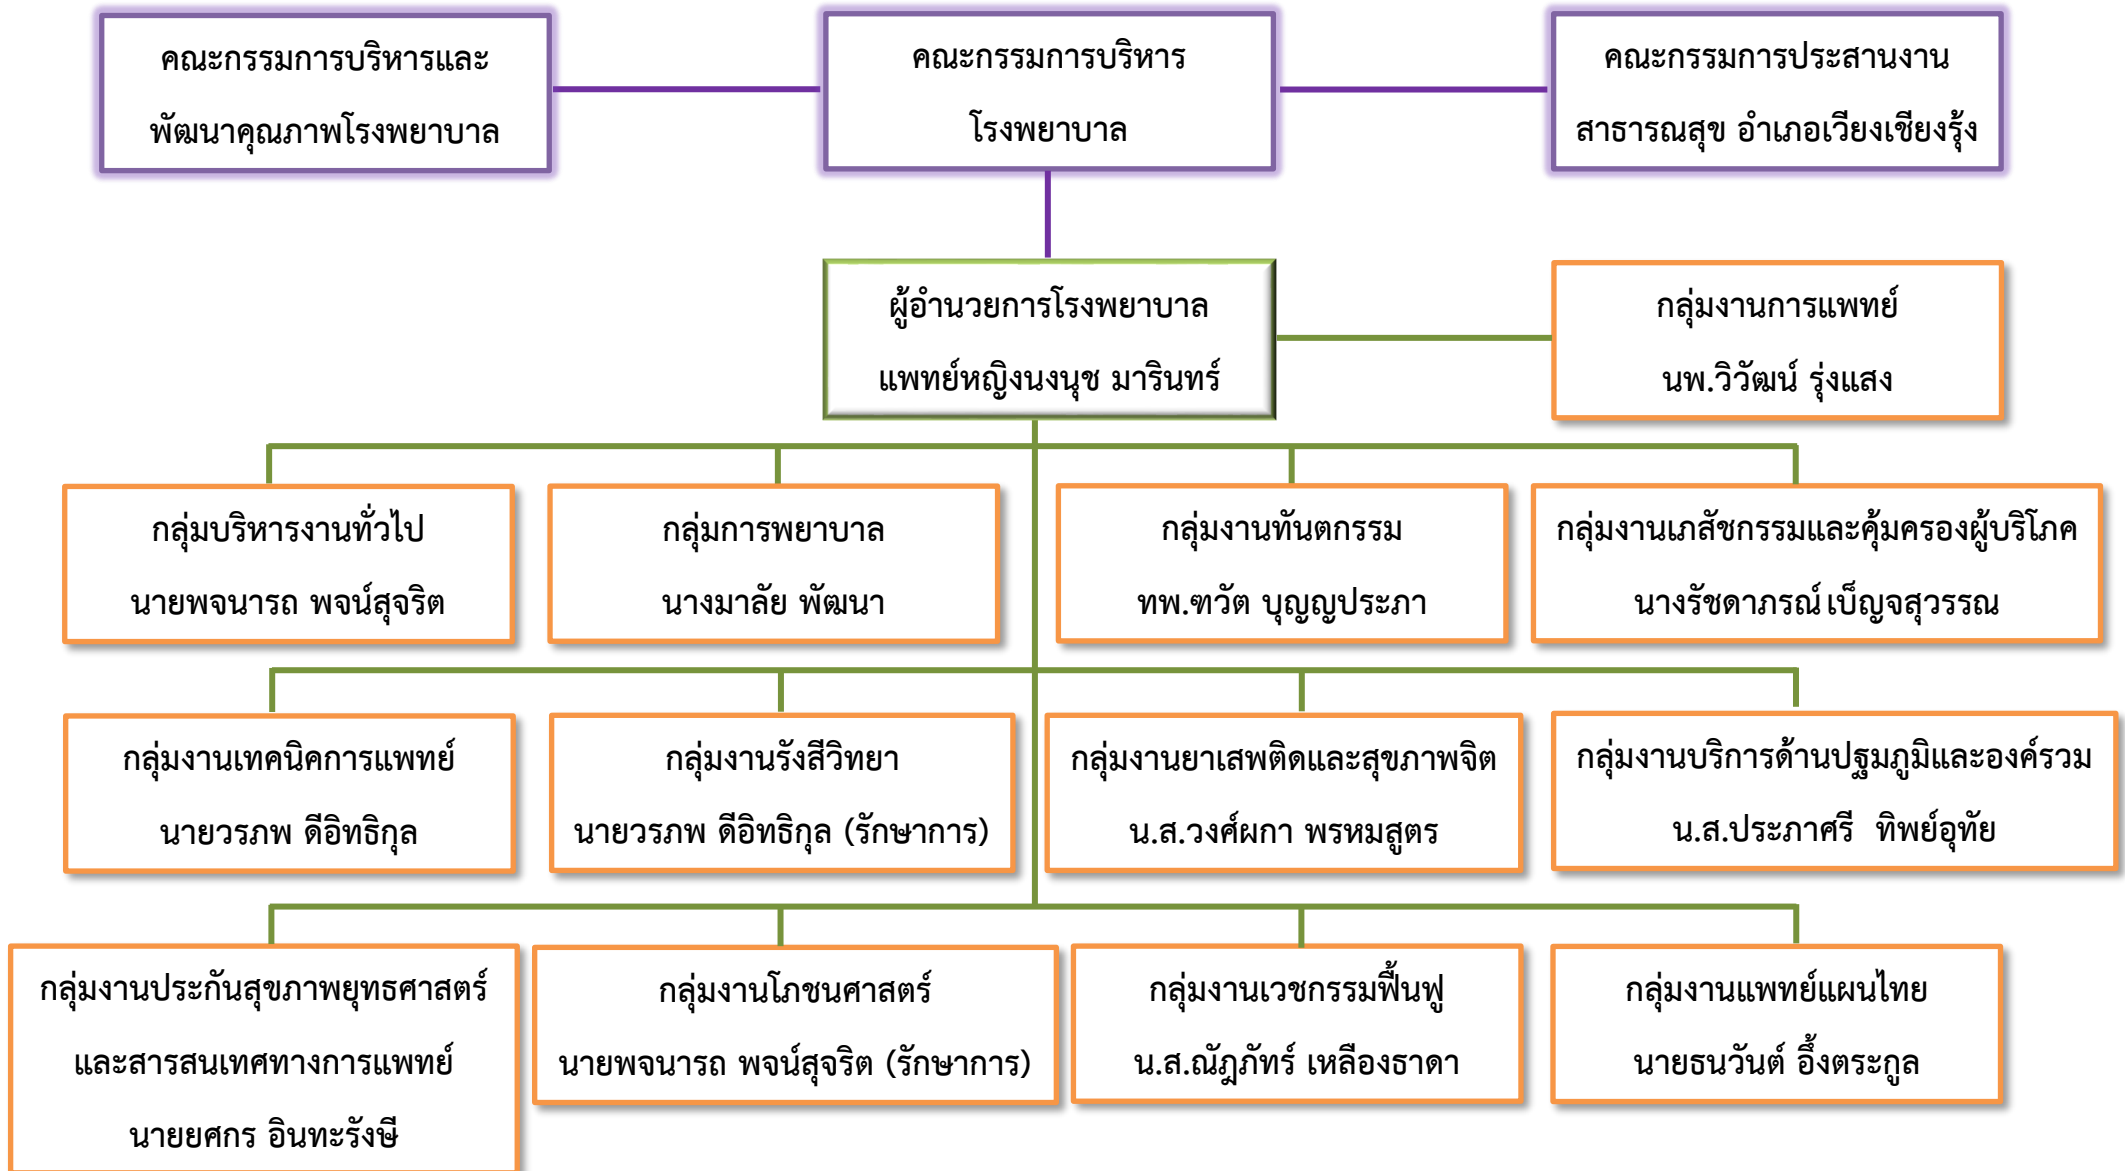 คณะกรรมการบริหารและ
พัฒนาคุณภาพโรงพยาบาล
คณะกรรมการบริหาร
โรงพยาบาล
คณะกรรมการประสานงาน
สาธารณสุข อำเภอเวียงเชียงรุ้ง
ผู้อำนวยการโรงพยาบาล
แพทย์หญิงนงนุช มารินทร์
กลุ่มงานการแพทย์
นพ.วิวัฒน์ รุ่งแสง
กลุ่มบริหารงานทั่วไป
นายพจนารถ พจน์สุจริต
กลุ่มการพยาบาล
นางมาลัย พัฒนา
กลุ่มงานทันตกรรม
ทพ.ฑวัต บุญญประภา
กลุ่มงานเภสัชกรรมและคุ้มครองผู้บริโภค
นางรัชดาภรณ์ เบ็ญจสุวรรณ
กลุ่มงานเทคนิคการแพทย์
นายวรภพ ดีอิทธิกุล
กลุ่มงานรังสีวิทยา
นายวรภพ ดีอิทธิกุล (รักษาการ)
กลุ่มงานยาเสพติดและสุขภาพจิต
น.ส.วงศ์ผกา พรหมสูตร
กลุ่มงานบริการด้านปฐมภูมิและองค์รวม
น.ส.ประภาศรี ทิพย์อุทัย
กลุ่มงานประกันสุขภาพยุทธศาสตร์
และสารสนเทศทางการแพทย์
นายยศกร อินทะรังษี
กลุ่มงานโภชนศาสตร์
นายพจนารถ พจน์สุจริต (รักษาการ)
กลุ่มงานเวชกรรมฟื้นฟู
น.ส.ณัฎภัทร์ เหลืองธาดา
กลุ่มงานแพทย์แผนไทย
นายธนวันต์ อึ้งตระกูล